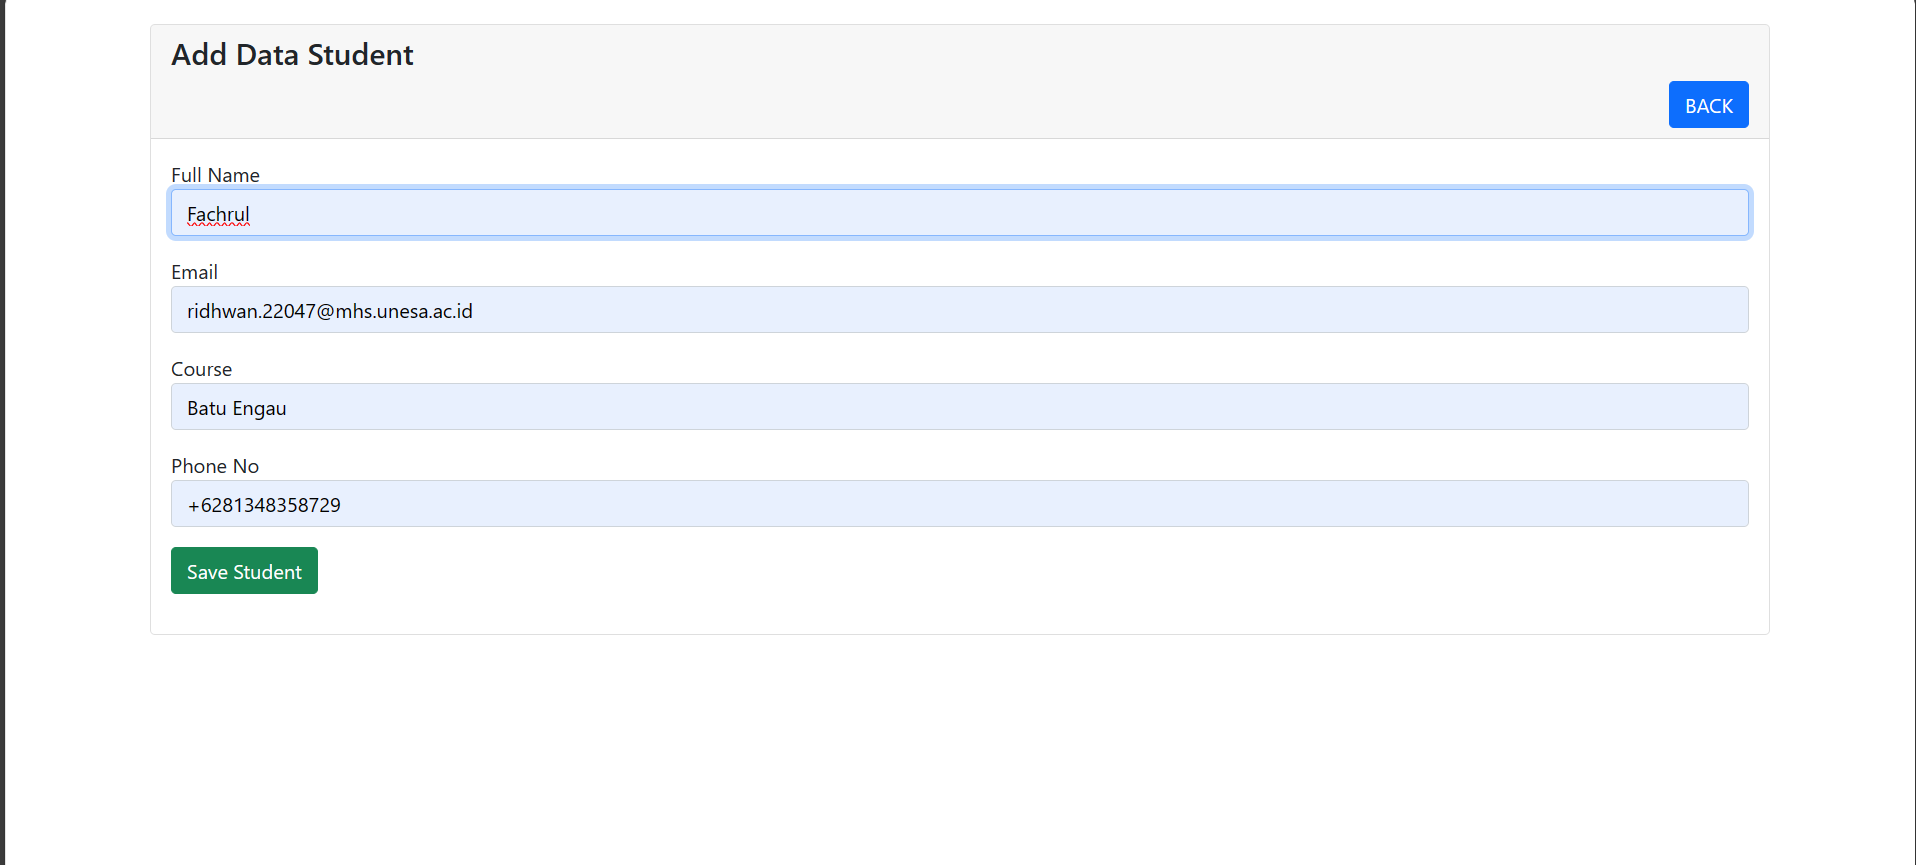 Add Data Student
BACK
Full Name
Fachrul
Email
ridhwan.22047@mhs.unesa.ac.id
Course
Batu Engau
Phone No
+6281348358729
Save Student